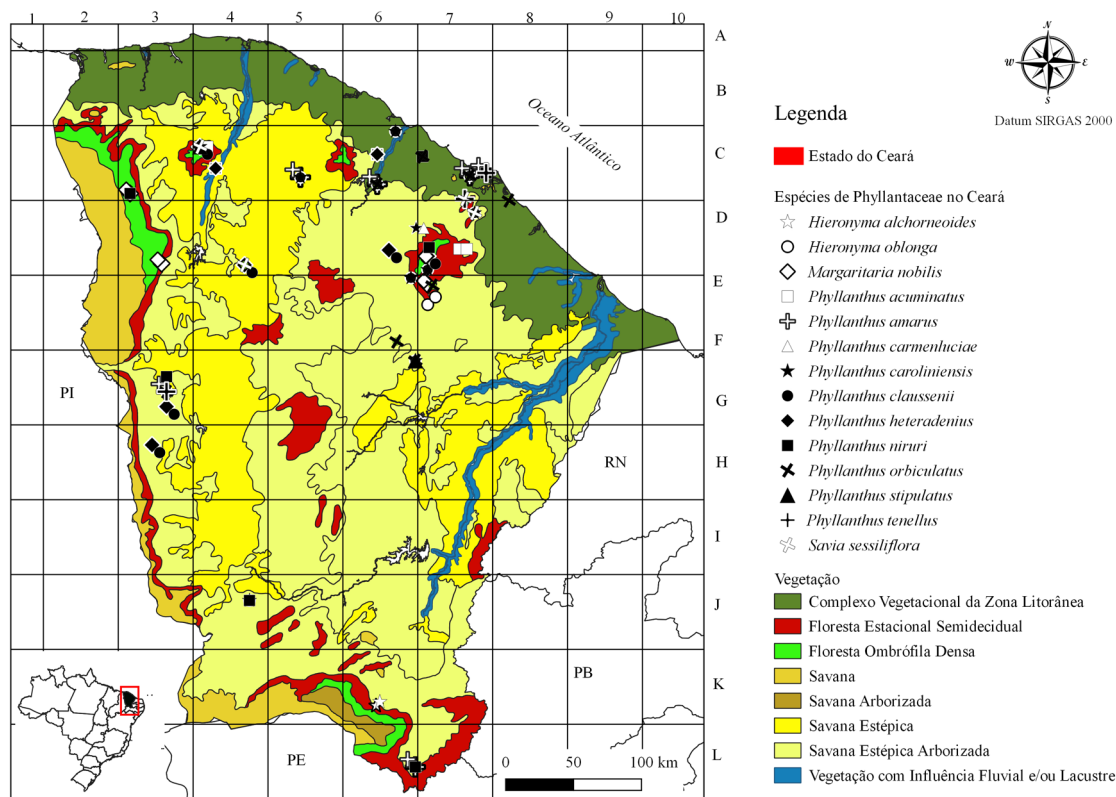 1 2 3 4 5 6 7 8 9 10
A
B
C
D
E
F
G
H
I
J
K
L
Oceano Atlântico
PI
RN
PB
PE
0 50 100 km
N
W E
S
Datum SIRGAS 2000
Legenda
Estado do Ceará
Espécies de Phyllantaceae no Ceará
Hieronyma alchorneoides
Hieronyma oblonga
Margaritaria nobilis
Phyllanthus acuminatus
Phyllanthus amarus
Phyllanthus carmenluciae
Phyllanthus caroliniensis
Phyllanthus claussenii
Phyllanthus heteradenius
Phyllanthus niruri
Phyllanthus orbiculatus
Phyllanthus stipulatus
Phyllanthus tenellus
Savia sessiliflora
Vegetação
Complexo Vegetacional da Zona Litorânea
Floresta Estacional Semidecidual
Floresta Ombrófila Densa
Savana
Savana Arborizada
Savana Estépica
Savana Estépica Arborizada
Vegetação com Influência Fluvial e/ou Lacustre